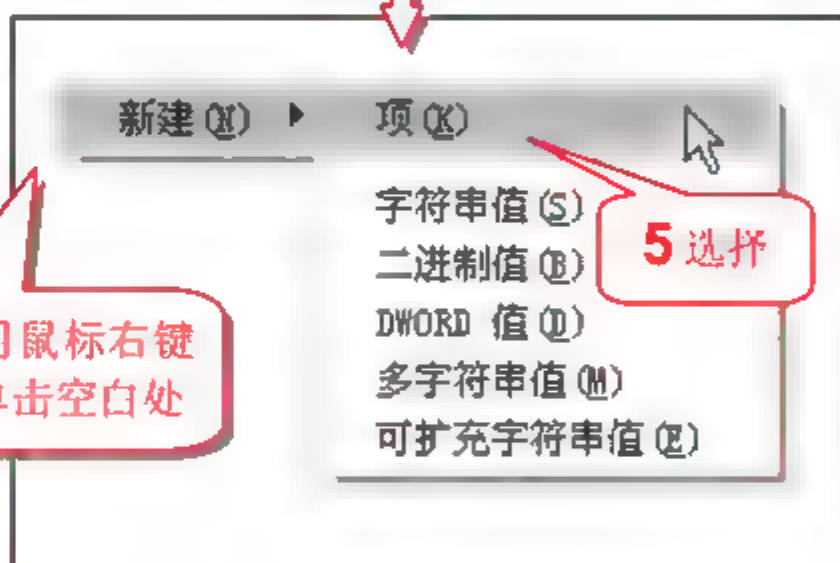 新建(N) 项(K)
字符串值(S)
二进制值(B)
DWORD 值(D)
多字符串值(M)
可扩充字符串值(E)
5 选择
鼠标右键
击空白处